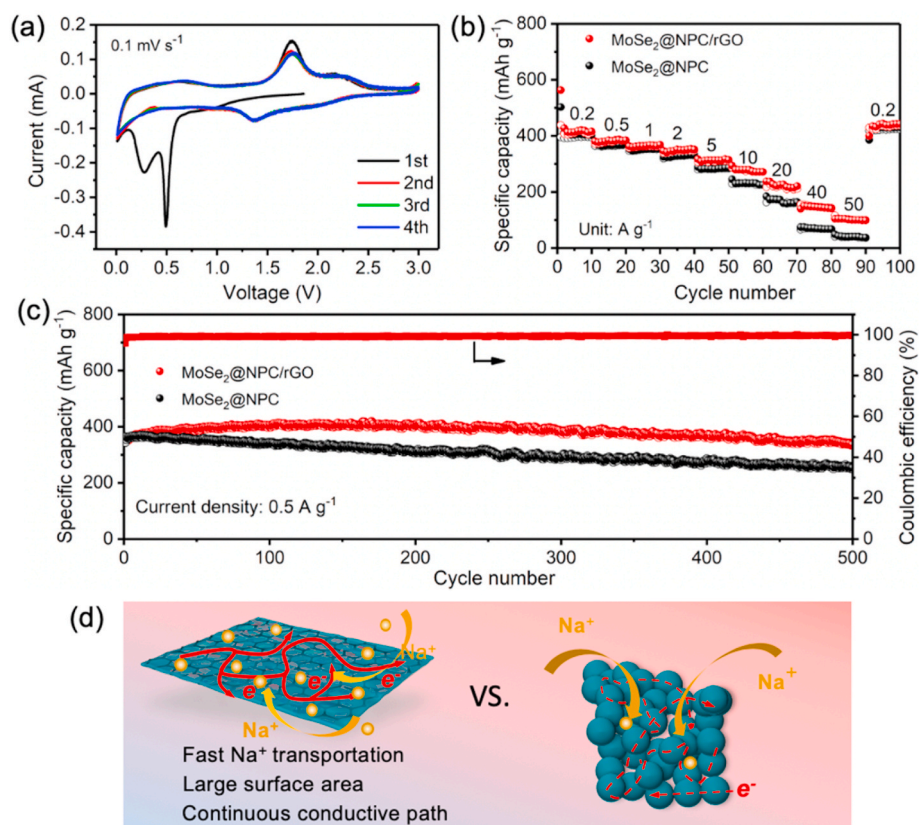 (a)
0.1 mV s⁻¹
Current (mA)
0.2
0.1
0.0
-0.1
-0.2
-0.3
-0.4
1st
2nd
3rd
4th
0.0 0.5 1.0 1.5 2.0 2.5 3.0
Voltage (V)
(b)
MoSe₂@NPC/rGO
MoSe₂@NPC
Specific capacity (mAh g⁻¹)
800
600
400
200
0
0.2 0.5 1 2 5 10 20 40 50 0.2
Unit: A g⁻¹
0 10 20 30 40 50 60 70 80 90 100
Cycle number
(c)
Specific capacity (mAh g⁻¹)
800
700
600
400
200
0
MoSe₂@NPC/rGO
MoSe₂@NPC
Current density: 0.5 A g⁻¹
100
80
60
40
20
Coulombic efficiency (%)
0 100 200 300 400 500
Cycle number
(d)
Na⁺
e⁻
e⁻
e⁻
Na⁺
Fast Na⁺ transportation
Large surface area
Continuous conductive path
VS.
Na⁺
Na⁺
e⁻